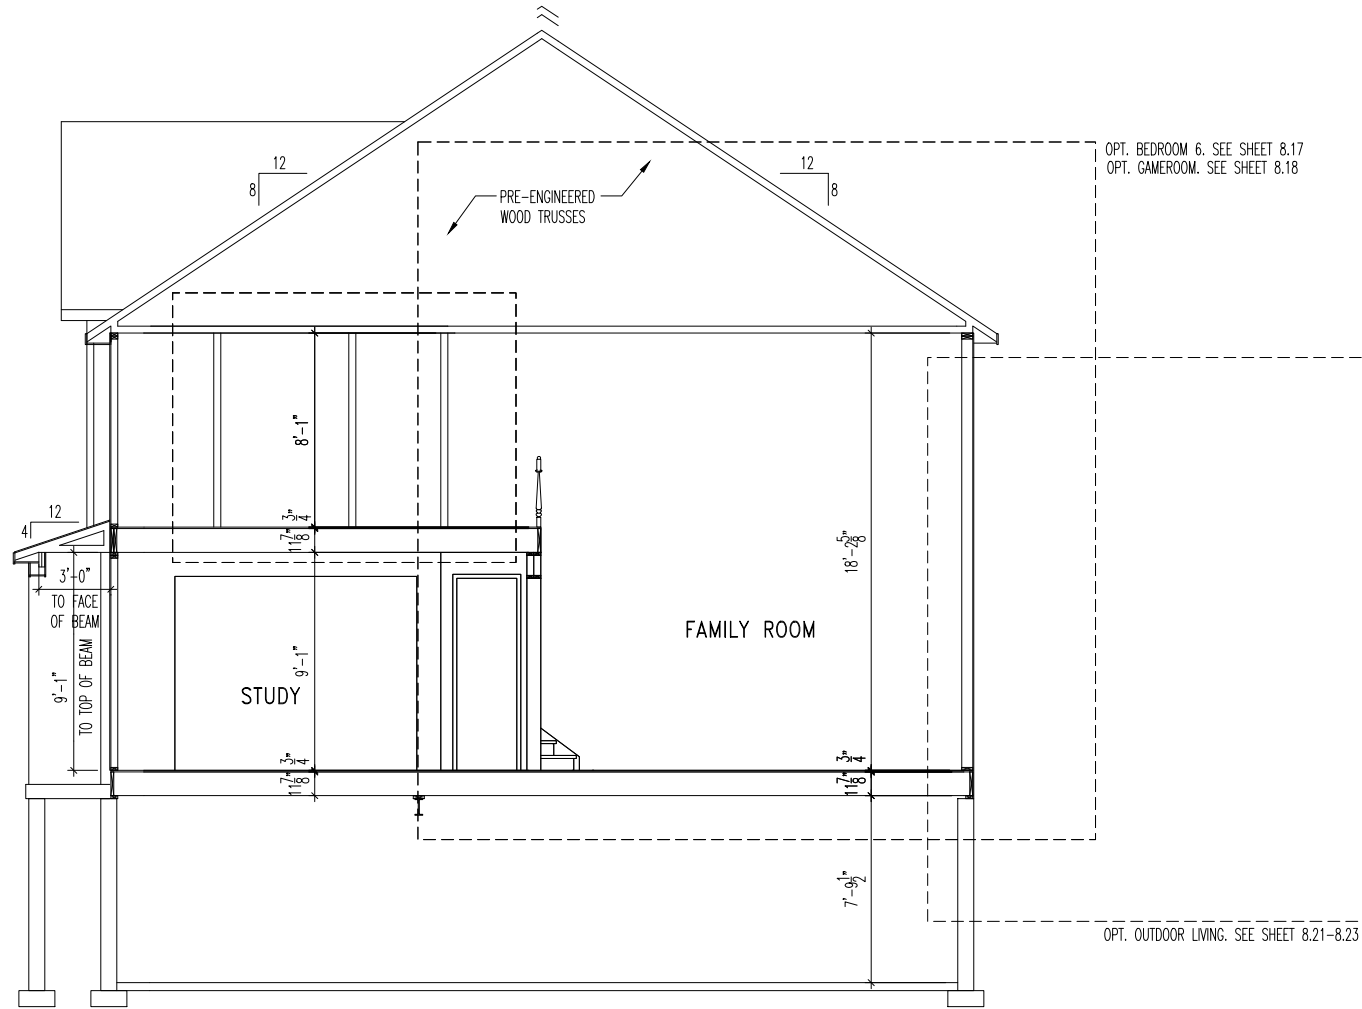 OPT. BEDROOM 6. SEE SHEET 8.17
OPT. GAMEROOM. SEE SHEET 8.18
12
8
12
8
PRE-ENGINEERED
WOOD TRUSSES
8'-1"
12
4
3/4"
11 7/8"
18'-2 5/8"
3'-0"
TO FACE
OF BEAM
9'-1"
TO TOP OF BEAM
9'-1"
FAMILY ROOM
STUDY
3/4"
11 7/8"
3/4"
11 7/8"
7'-9 1/2"
OPT. OUTDOOR LIVING. SEE SHEET 8.21-8.23